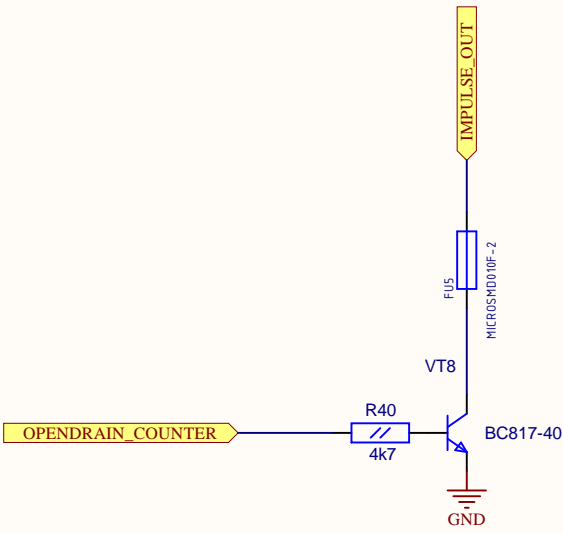 IMPULSE_OUT
FU5
MICROSMD010F-2
VT8
R40
OPENDRAIN_COUNTER
BC817-40
4k7
GND